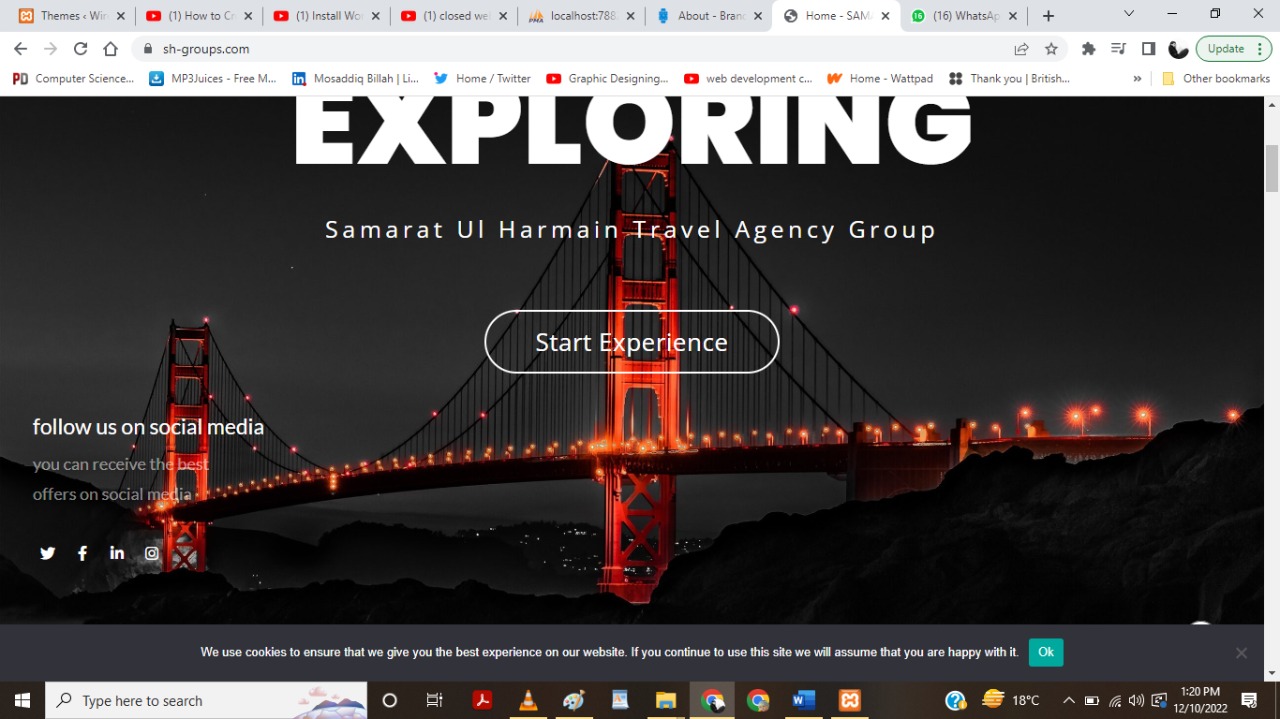 Themes ‹ Win
(1) How to Cr
(1) Install Wo
(1) closed we
localhost:788
About - Bran
Home - SAM
(16) WhatsAp
sh-groups.com
Update
Computer Science...
MP3Juices - Free M...
Mosaddiq Billah | Li...
Home / Twitter
Graphic Designing...
web development c...
Home - Wattpad
Thank you | British...
»
Other bookmarks
EXPLORING
Samarat Ul Harmain Travel Agency Group
Start Experience
follow us on social media
you can receive the best
offers on social media
We use cookies to ensure that we give you the best experience on our website. If you continue to use this site we will assume that you are happy with it.
Ok
Type here to search
18°C
1:20 PM
12/10/2022